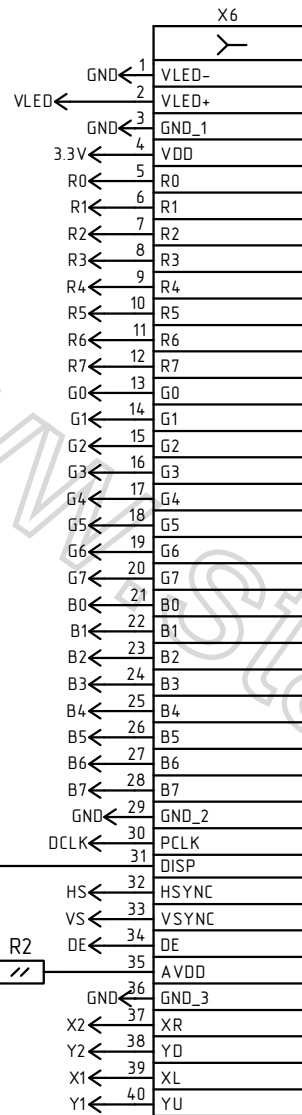 X6
GND 1 VLED-
VLED 2 VLED+
GND 3 GND_1
3.3V 4 VDD
R0 5 R0
R1 6 R1
R2 7 R2
R3 8 R3
R4 9 R4
R5 10 R5
R6 11 R6
R7 12 R7
G0 13 G0
G1 14 G1
G2 15 G2
G3 16 G3
G4 17 G4
G5 18 G5
G6 19 G6
G7 20 G7
B0 21 B0
B1 22 B1
B2 23 B2
B3 24 B3
B4 25 B4
B5 26 B5
B6 27 B6
B7 28 B7
GND 29 GND_2
DCLK 30 PCLK
31 DISP
HS 32 HSYNC
VS 33 VSYNC
DE 34 DE
R2 35 AVDD
GND 36 GND_3
X2 37 XR
Y2 38 YD
X1 39 XL
Y1 40 YU